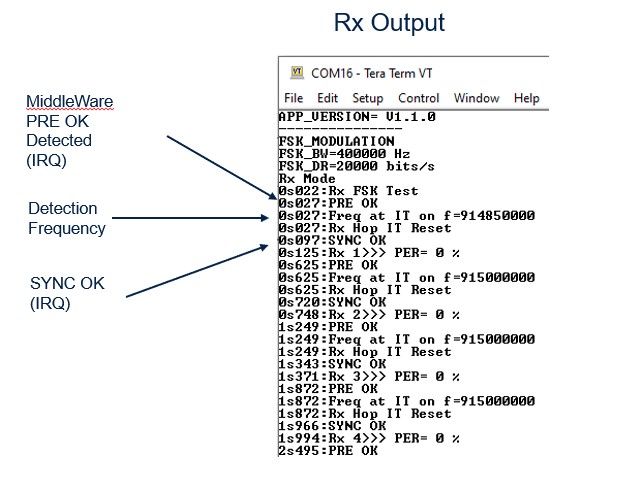 Rx Output
MiddleWare
PRE OK
Detected
(IRQ)
Detection
Frequency
SYNC OK
(IRQ)
VT
COM16 - Tera Term VT
File Edit Setup Control Window Help
APP_VERSION= V1.1.0
---------------
FSK_MODULATION
FSK_BW=400000 Hz
FSK_DR=20000 bits/s
Rx Mode
0s022:Rx FSK Test
0s027:PRE OK
0s027:Freq at IT on f=914850000
0s027:Rx Hop IT Reset
0s097:SYNC OK
0s125:Rx 1>>> PER= 0 %
0s625:PRE OK
0s625:Freq at IT on f=915000000
0s625:Rx Hop IT Reset
0s720:SYNC OK
0s748:Rx 2>>> PER= 0 %
1s249:PRE OK
1s249:Freq at IT on f=915000000
1s249:Rx Hop IT Reset
1s343:SYNC OK
1s371:Rx 3>>> PER= 0 %
1s872:PRE OK
1s872:Freq at IT on f=915000000
1s872:Rx Hop IT Reset
1s966:SYNC OK
1s994:Rx 4>>> PER= 0 %
2s495:PRE OK